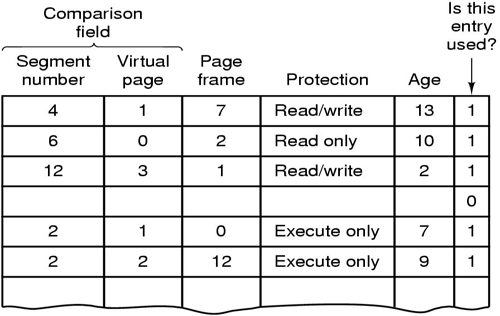 Comparison field
Is this entry used?
Segment number
Virtual page
Page frame
Protection
Age
4 1 7 Read/write 13 1
6 0 2 Read only 10 1
12 3 1 Read/write 2 1
0
2 1 0 Execute only 7 1
2 2 12 Execute only 9 1